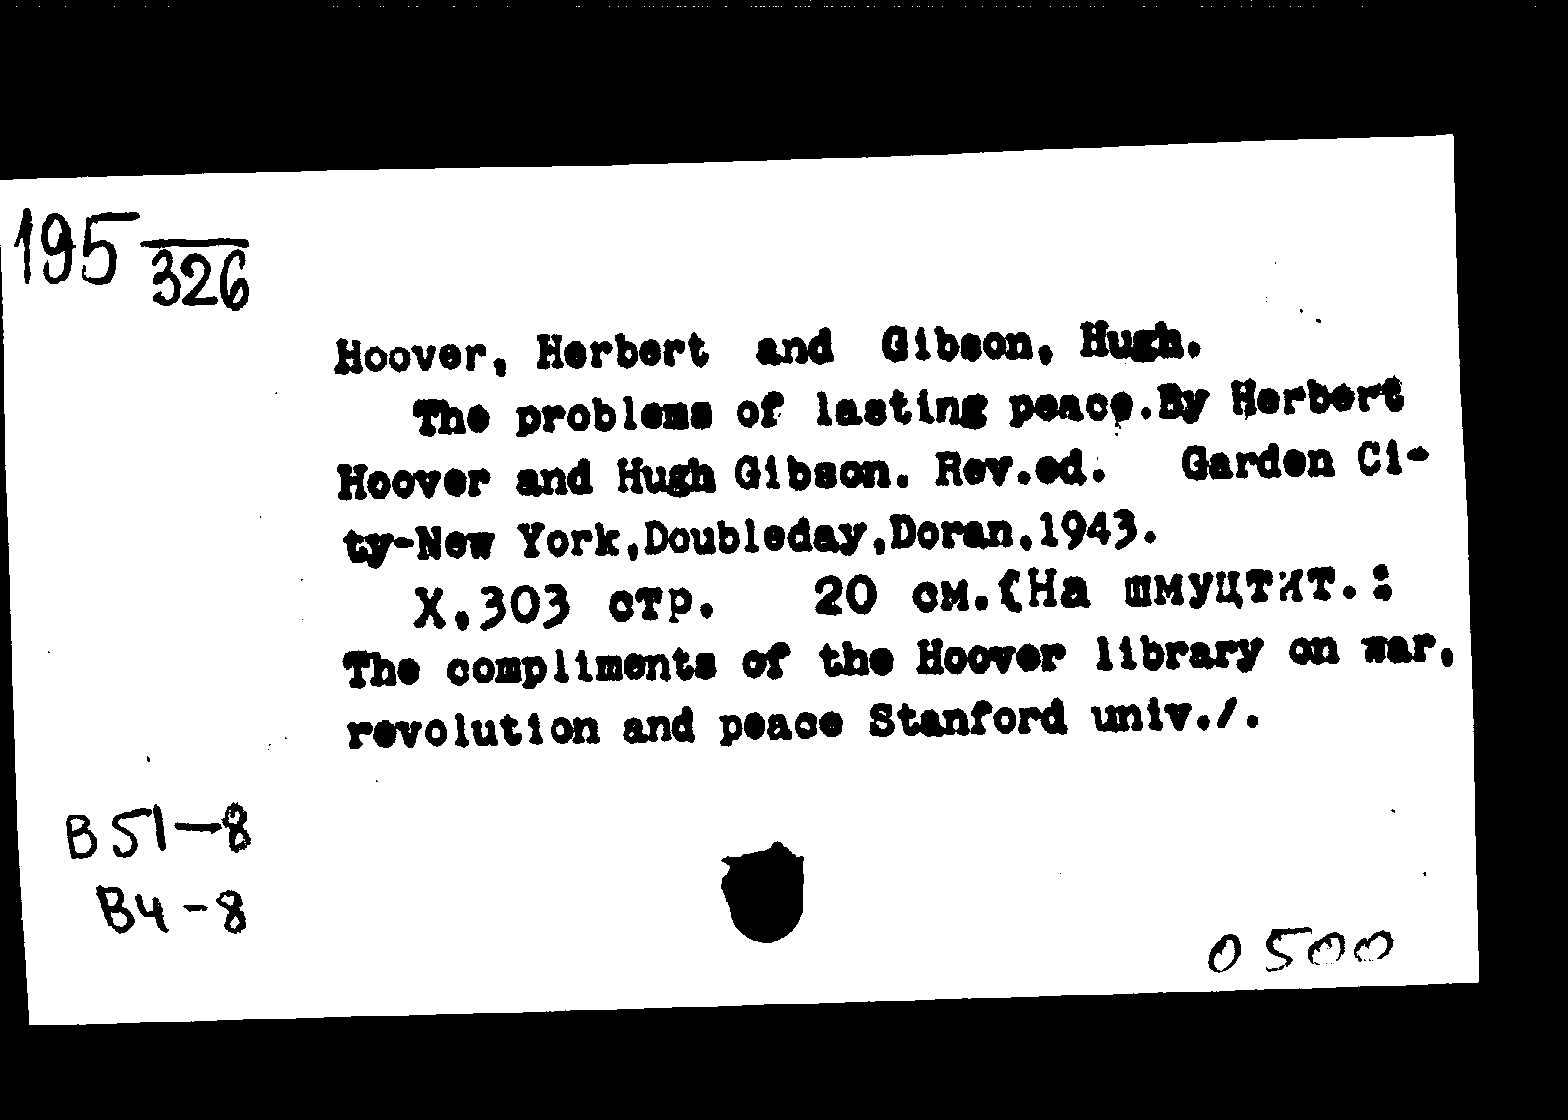 195 326
Hoover, Herbert and Gibson, Hugh.
The problems of lasting peace.By Herbert
Hoover and Hugh Gibson. Rev.ed. Garden Ci-
ty-New York,Doubleday,Doran,1943.
X,303 стр. 20 см.(На шмуцтит.:
The compliments of the Hoover library on war,
revolution and peace Stanford univ./.
B51-8
B4-8
0500